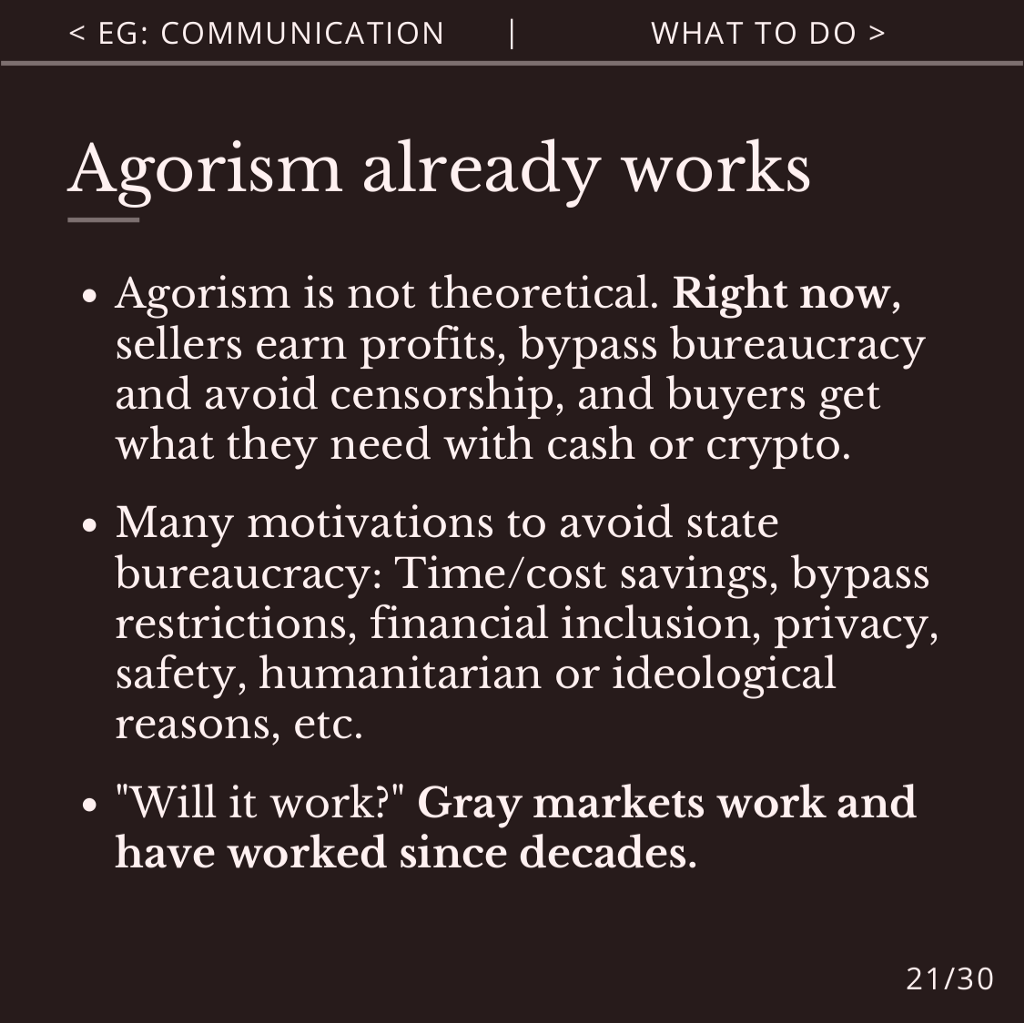 < EG: COMMUNICATION | WHAT TO DO >
Agorism already works
• Agorism is not theoretical. Right now,
sellers earn profits, bypass bureaucracy
and avoid censorship, and buyers get
what they need with cash or crypto.
• Many motivations to avoid state
bureaucracy: Time/cost savings, bypass
restrictions, financial inclusion, privacy,
safety, humanitarian or ideological
reasons, etc.
• "Will it work?" Gray markets work and
have worked since decades.
21/30